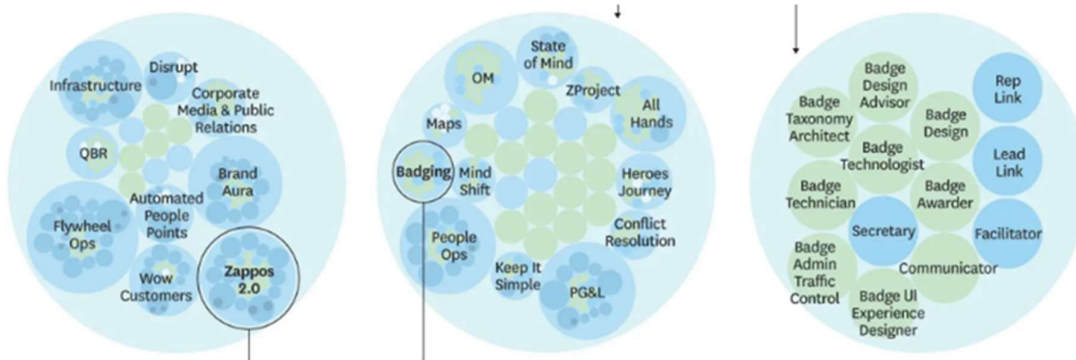 Infrastructure
Disrupt
Corporate
Media & Public
Relations
QBR
Brand
Aura
Automated
People
Points
Flywheel
Ops
Wow
Customers
Zappos
2.0
State
of Mind
OM
ZProject
All
Hands
Maps
Badging
Mind
Shift
Heroes
Journey
People
Ops
Conflict
Resolution
Keep It
Simple
PG&L
Badge
Design
Advisor
Rep
Link
Badge
Taxonomy
Architect
Badge
Design
Badge
Technologist
Lead
Link
Badge
Technician
Badge
Awarder
Secretary
Facilitator
Badge
Admin
Traffic
Control
Communicator
Badge UI
Experience
Designer